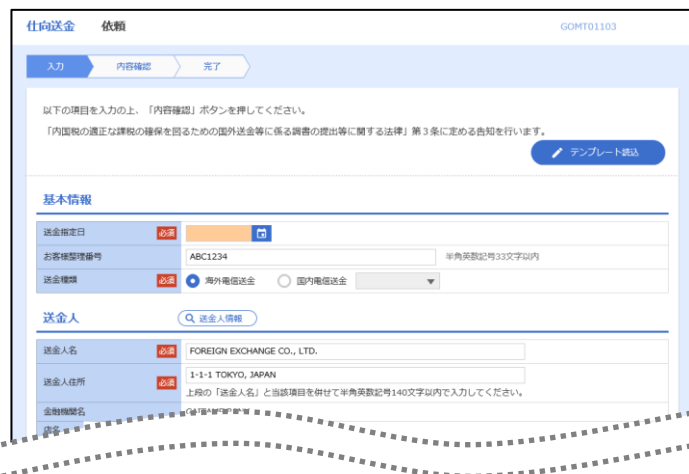 仕向送金 依頼 GOMT01103
入力 内容確認 完了
以下の項目を入力の上、「内容確認」ボタンを押してください。
「内国税の適正な課税の確保を図るための国外送金等に係る調書の提出等に関する法律」第3条に定める告知を行います。
テンプレート読込
基本情報
送金指定日 必須
お客様整理番号 ABC1234 半角英数記号33文字以内
送金種類 必須 海外電信送金 国内電信送金
送金人 送金人情報
送金人名 必須 FOREIGN EXCHANGE CO., LTD.
送金人住所 必須 1-1-1 TOKYO, JAPAN
上段の「送金人名」と当該項目を併せて半角英数記号140文字以内で入力してください。
金融機関名
店名